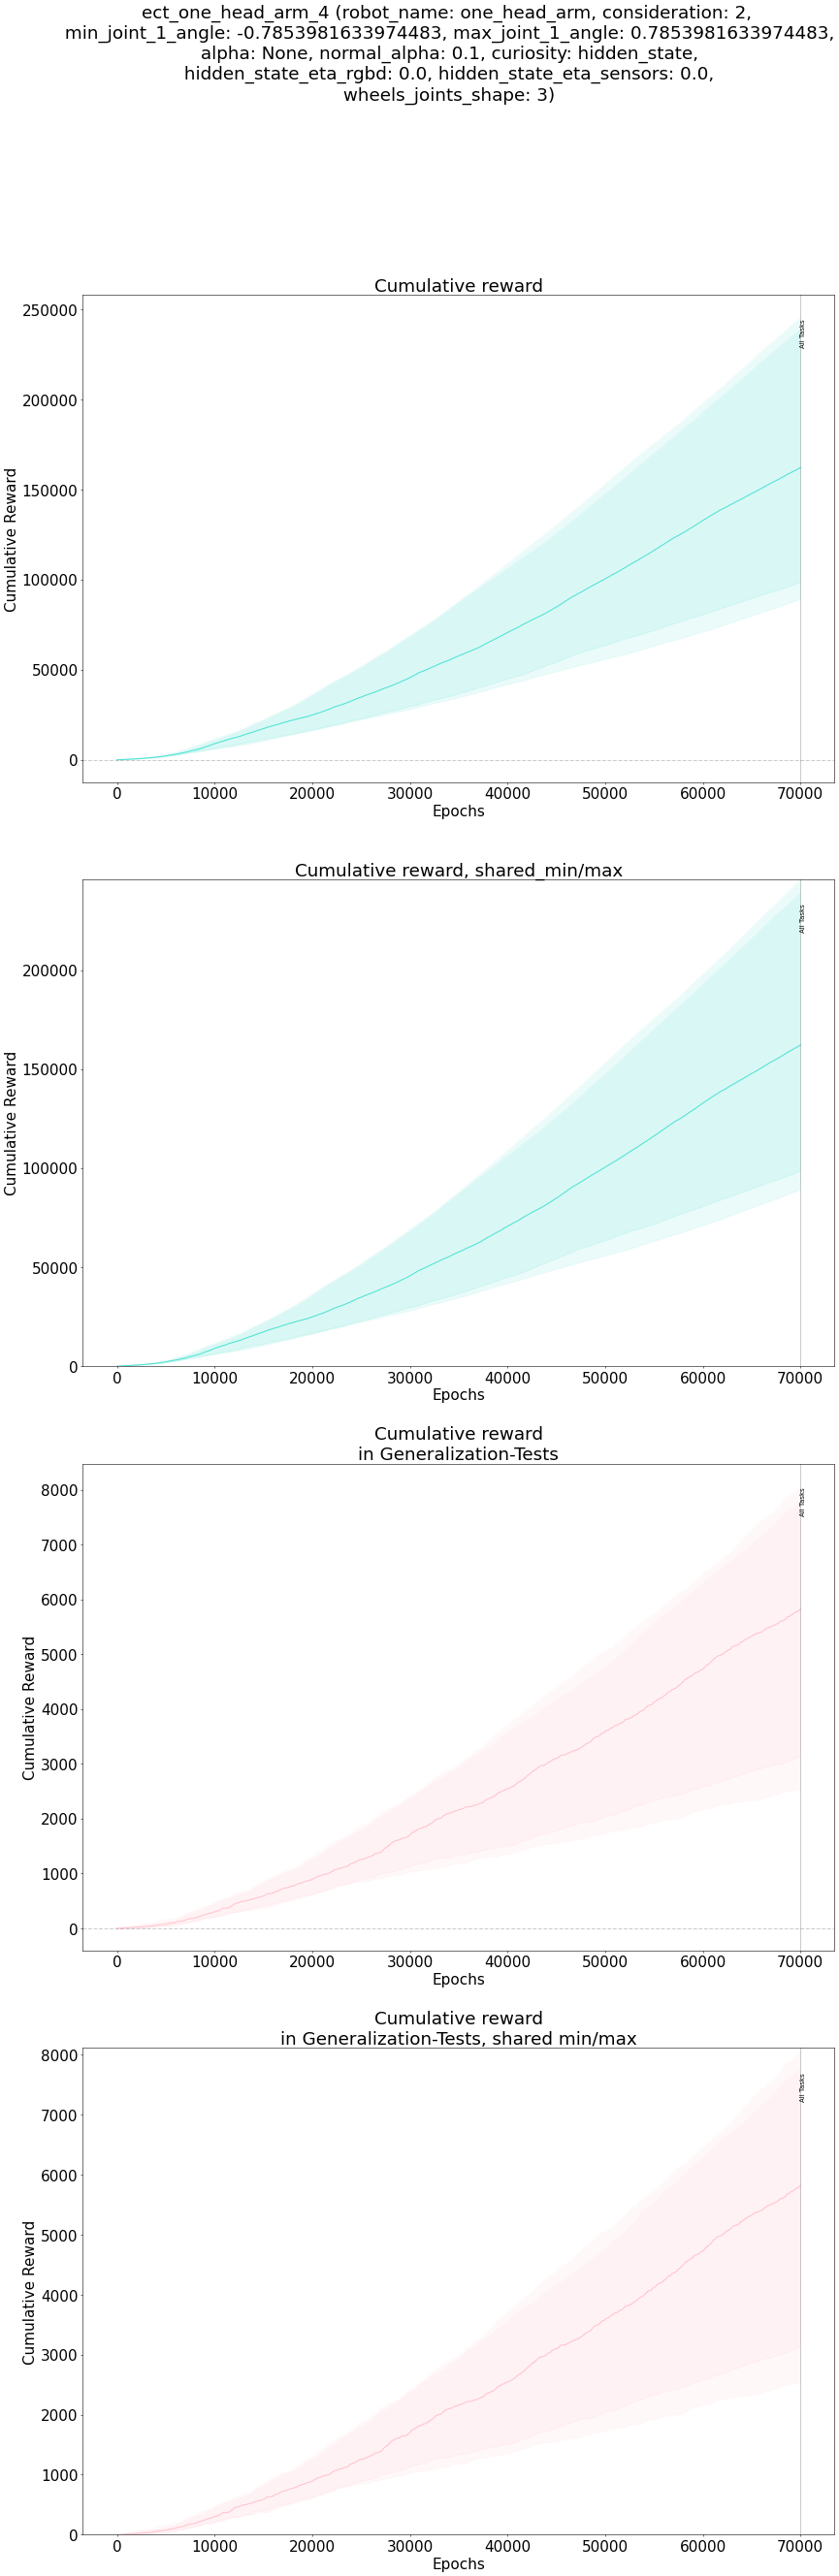 ect_one_head_arm_4 (robot_name: one_head_arm, consideration: 2,
min_joint_1_angle: -0.7853981633974483, max_joint_1_angle: 0.7853981633974483,
alpha: None, normal_alpha: 0.1, curiosity: hidden_state,
hidden_state_eta_rgbd: 0.0, hidden_state_eta_sensors: 0.0,
wheels_joints_shape: 3)
Cumulative reward
250000
200000
150000
100000
50000
0
Cumulative Reward
All Tasks
0 10000 20000 30000 40000 50000 60000 70000
Epochs
Cumulative reward, shared_min/max
200000
150000
100000
50000
0
Cumulative Reward
All Tasks
0 10000 20000 30000 40000 50000 60000 70000
Epochs
Cumulative reward
in Generalization-Tests
8000
7000
6000
5000
4000
3000
2000
1000
0
Cumulative Reward
All Tasks
0 10000 20000 30000 40000 50000 60000 70000
Epochs
Cumulative reward
in Generalization-Tests, shared min/max
8000
7000
6000
5000
4000
3000
2000
1000
0
Cumulative Reward
All Tasks
0 10000 20000 30000 40000 50000 60000 70000
Epochs